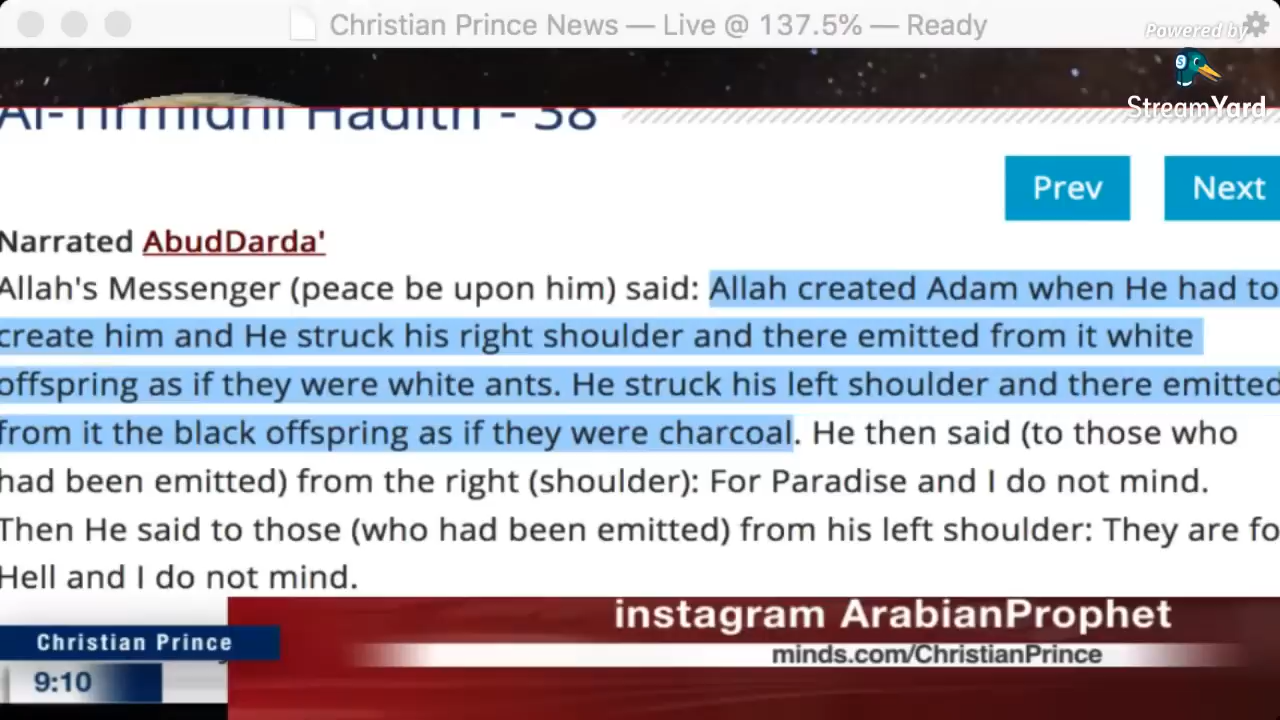 Christian Prince News — Live @ 137.5% — Ready
Powered by
StreamYard
Al-Tirmidhi Hadith - 38
Prev
Next
Narrated AbudDarda'
Allah's Messenger (peace be upon him) said: Allah created Adam when He had to
create him and He struck his right shoulder and there emitted from it white
offspring as if they were white ants. He struck his left shoulder and there emitted
from it the black offspring as if they were charcoal. He then said (to those who
had been emitted) from the right (shoulder): For Paradise and I do not mind.
Then He said to those (who had been emitted) from his left shoulder: They are fo
Hell and I do not mind.
instagram ArabianProphet
Christian Prince
minds.com/ChristianPrince
9:10